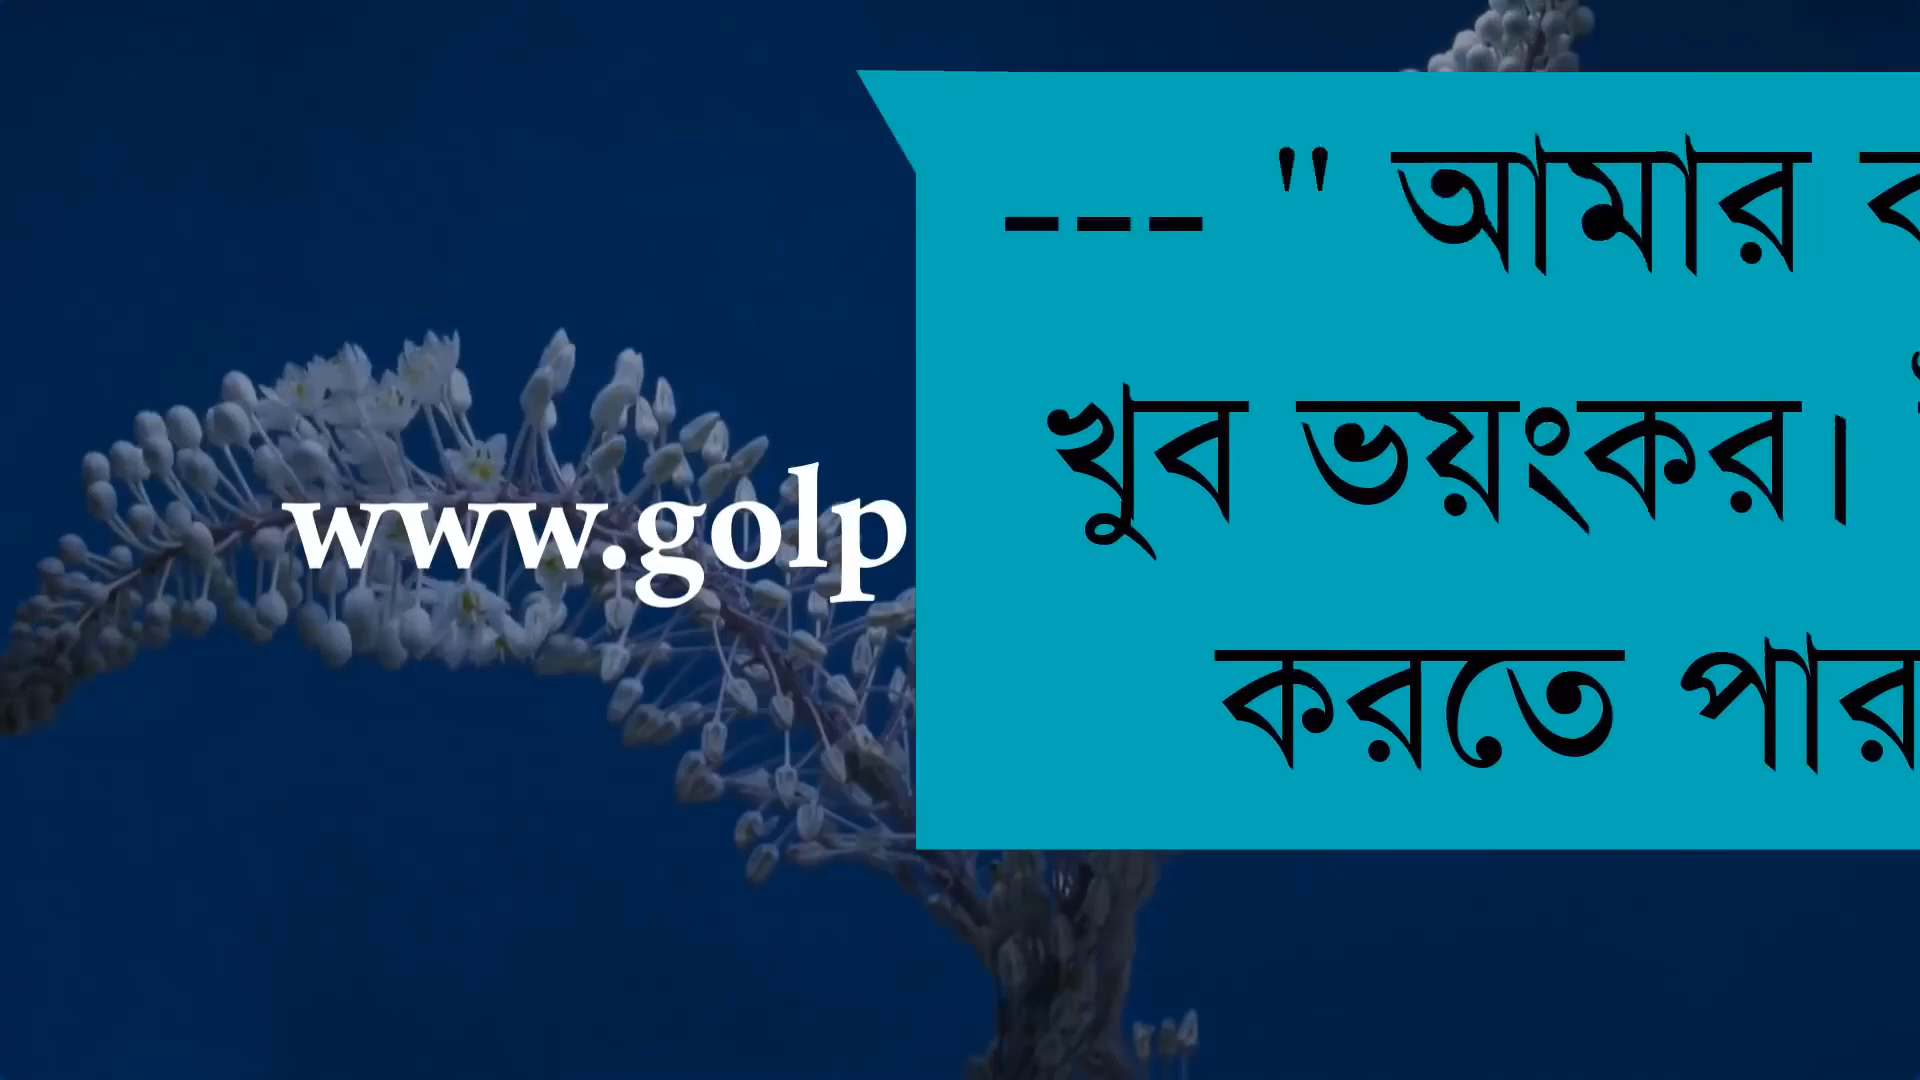 www.golp
--- " আমার
খুব ভয়ংকর।
করতে পার